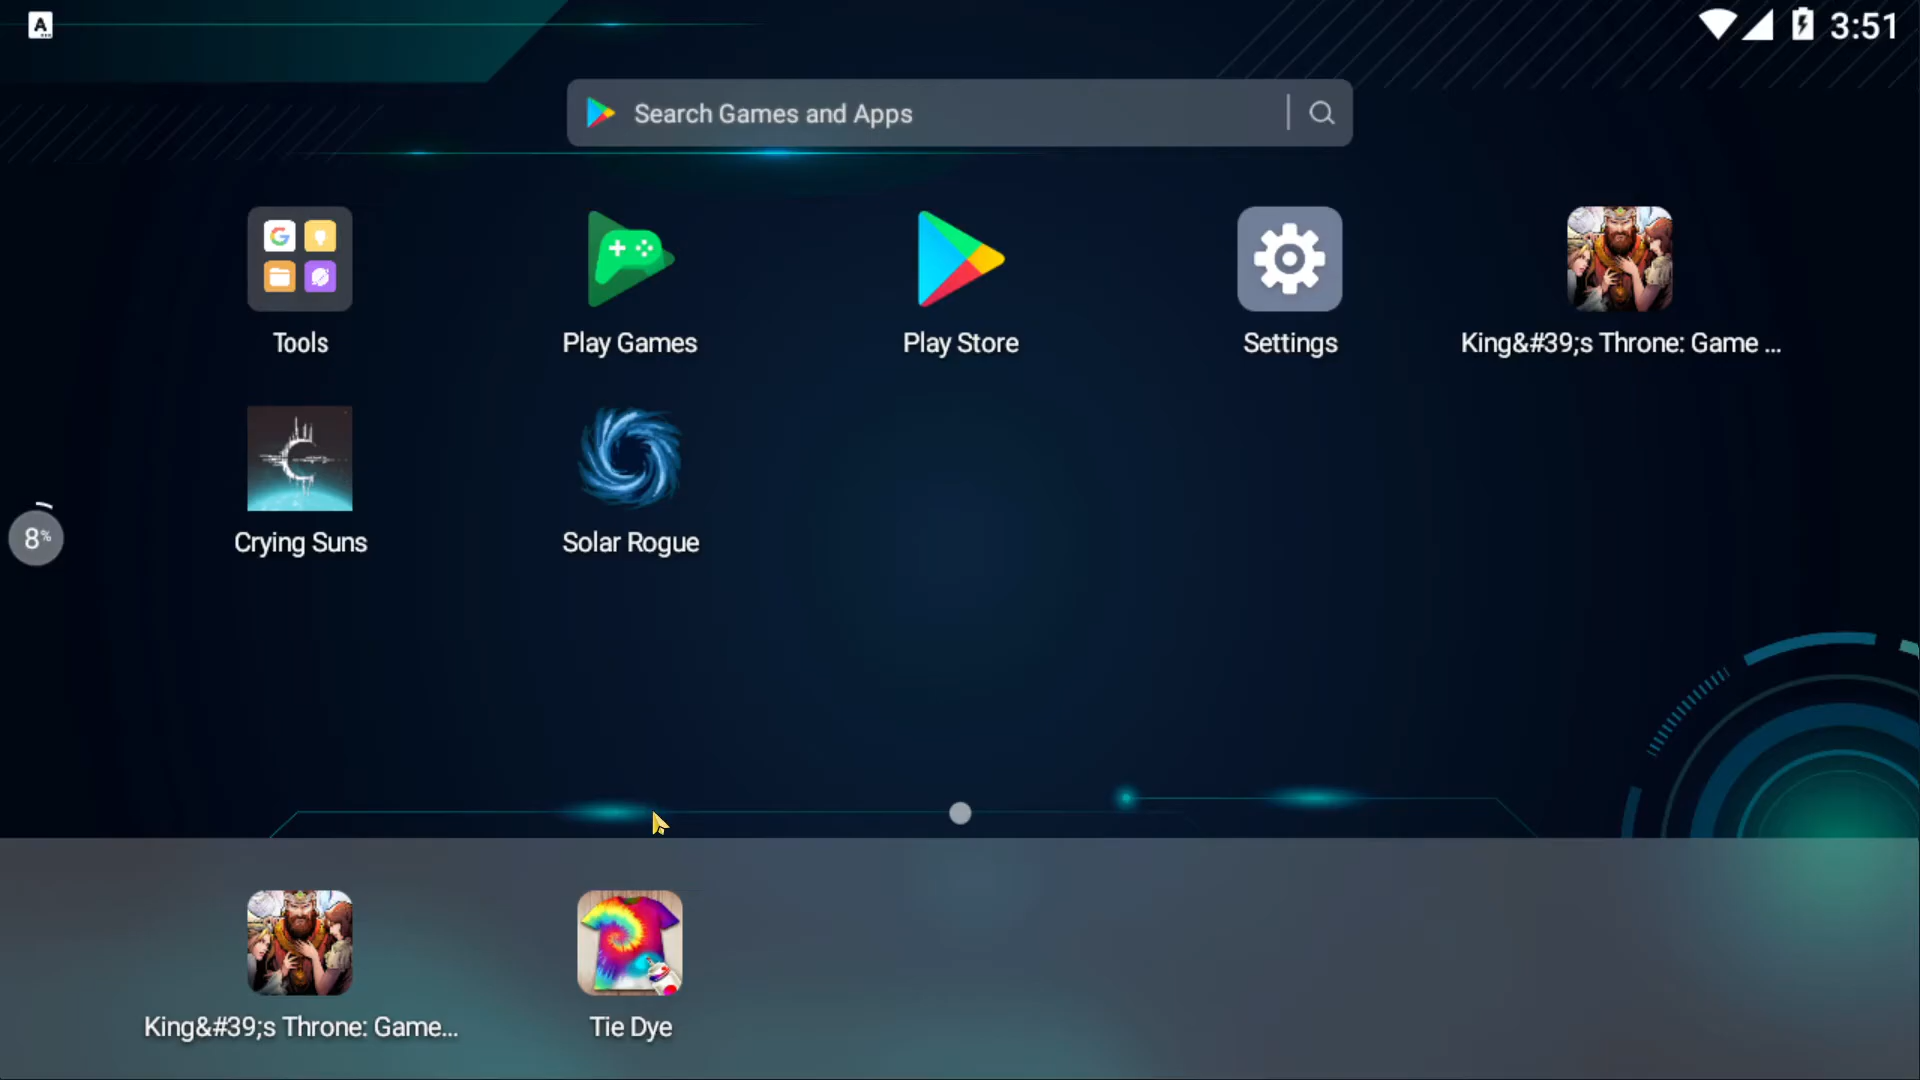 A
3:51
Search Games and Apps
Tools
Play Games
Play Store
Settings
King&#39;s Throne: Game ...
8%
Crying Suns
Solar Rogue
King&#39;s Throne: Game...
Tie Dye